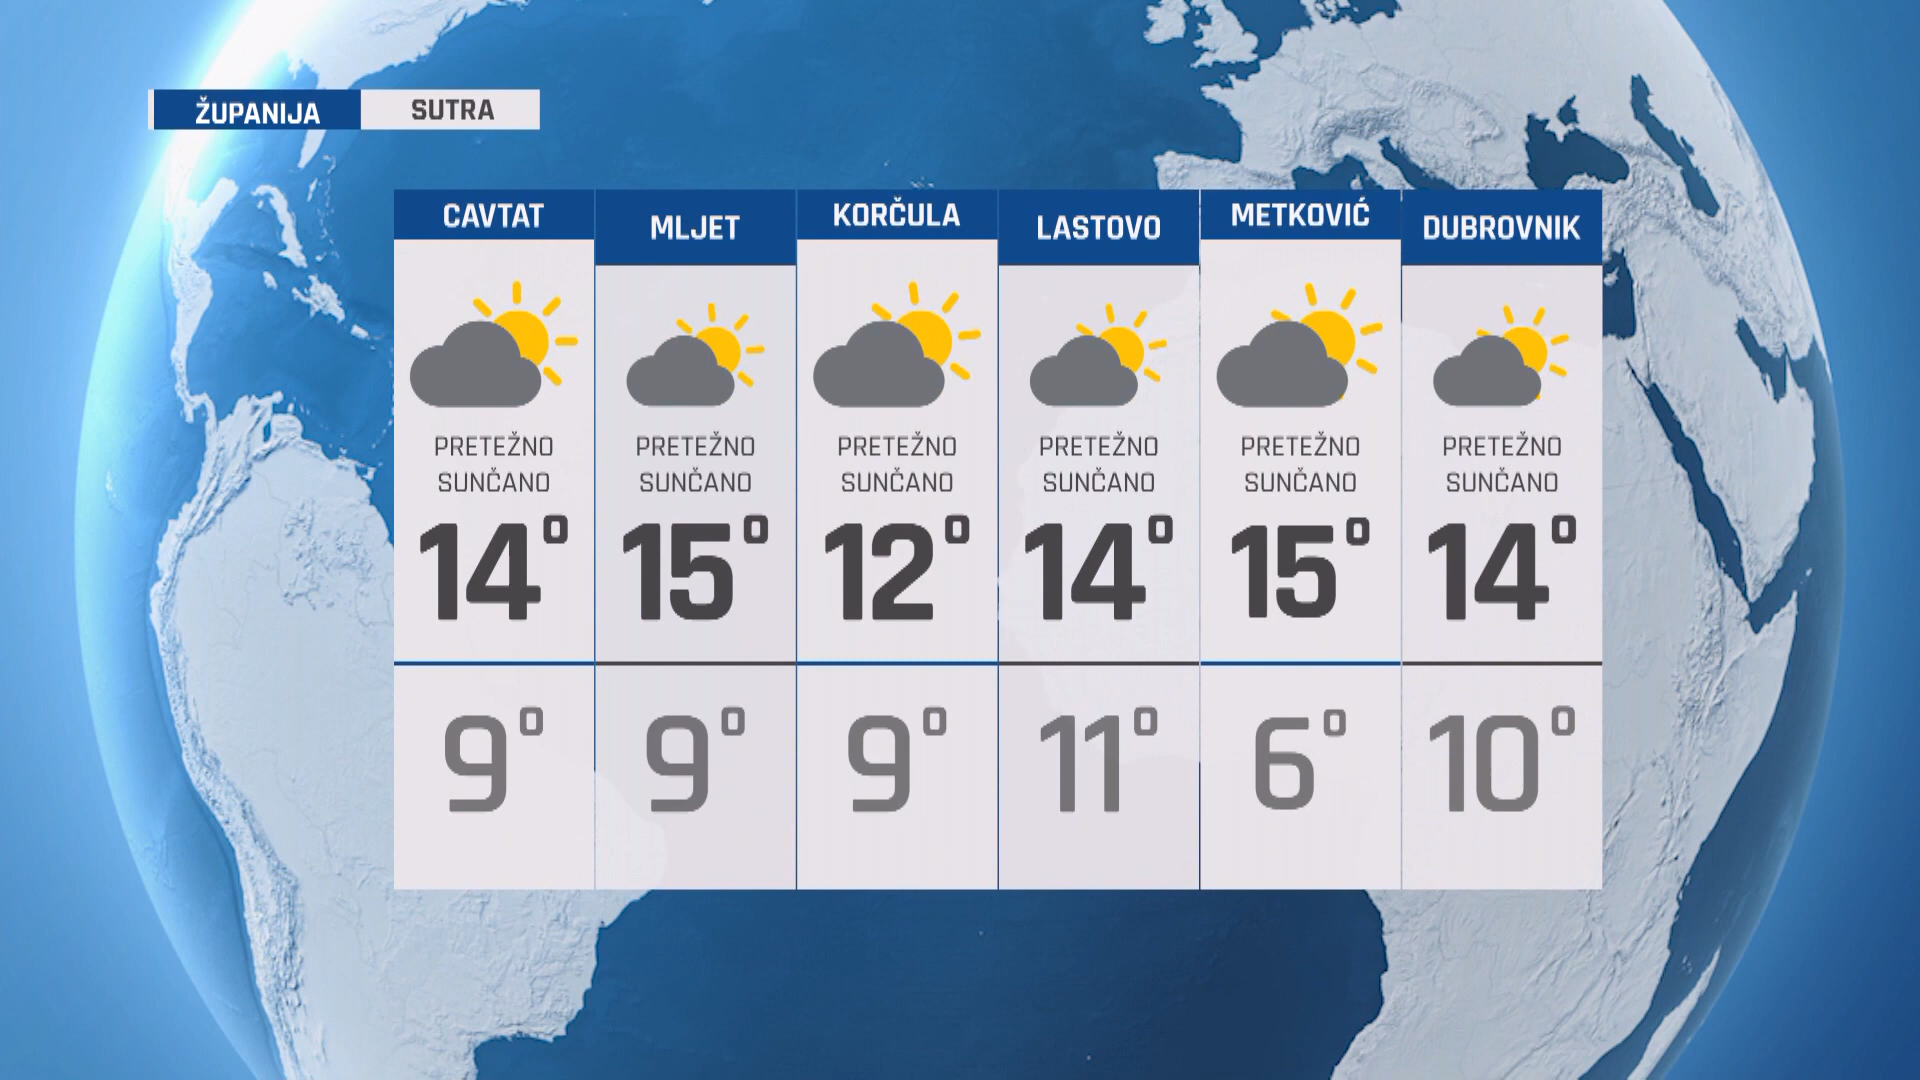 ŽUPANIJA SUTRA
CAVTAT MLJET KORČULA LASTOVO METKOVIĆ DUBROVNIK
PRETEŽNO PRETEŽNO PRETEŽNO PRETEŽNO PRETEŽNO PRETEŽNO
SUNČANO SUNČANO SUNČANO SUNČANO SUNČANO SUNČANO
14° 15° 12° 14° 15° 14°
9° 9° 9° 11° 6° 10°